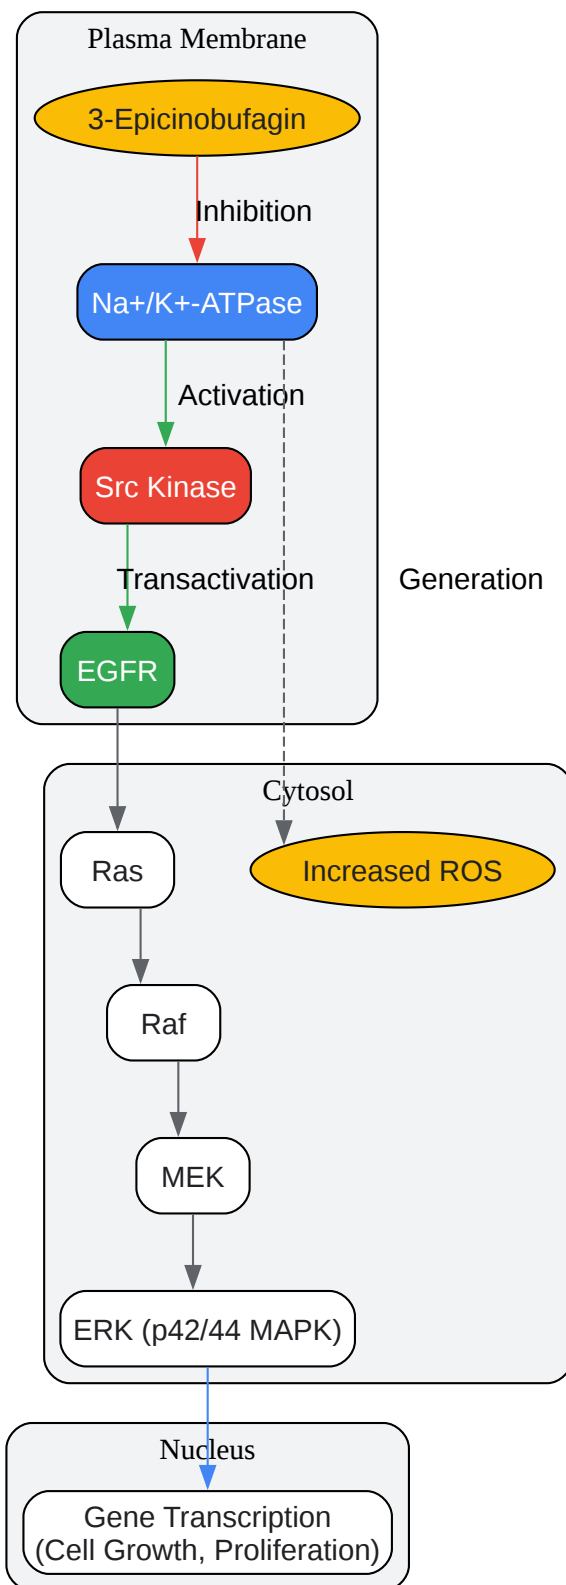 Plasma Membrane
3-Epicinobufagin
Inhibition
Na+/K+-ATPase
Activation
Src Kinase
Transactivation
Generation
EGFR
Cytosol
Ras
Increased ROS
Raf
MEK
ERK (p42/44 MAPK)
Nucleus
Gene Transcription
(Cell Growth, Proliferation)